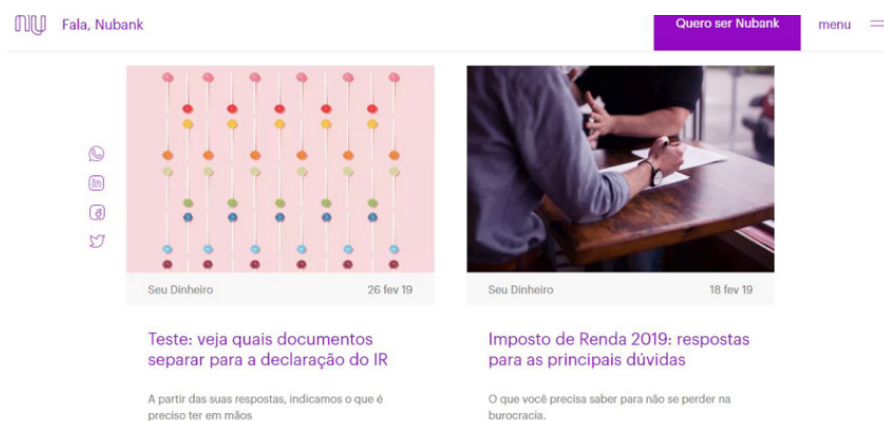 nu Fala, Nubank
Quero ser Nubank
menu
Seu Dinheiro 26 fev 19
Teste: veja quais documentos
separar para a declaração do IR
A partir das suas respostas, indicamos o que é
preciso ter em mãos
Seu Dinheiro 18 fev 19
Imposto de Renda 2019: respostas
para as principais dúvidas
O que você precisa saber para não se perder na
burocracia.